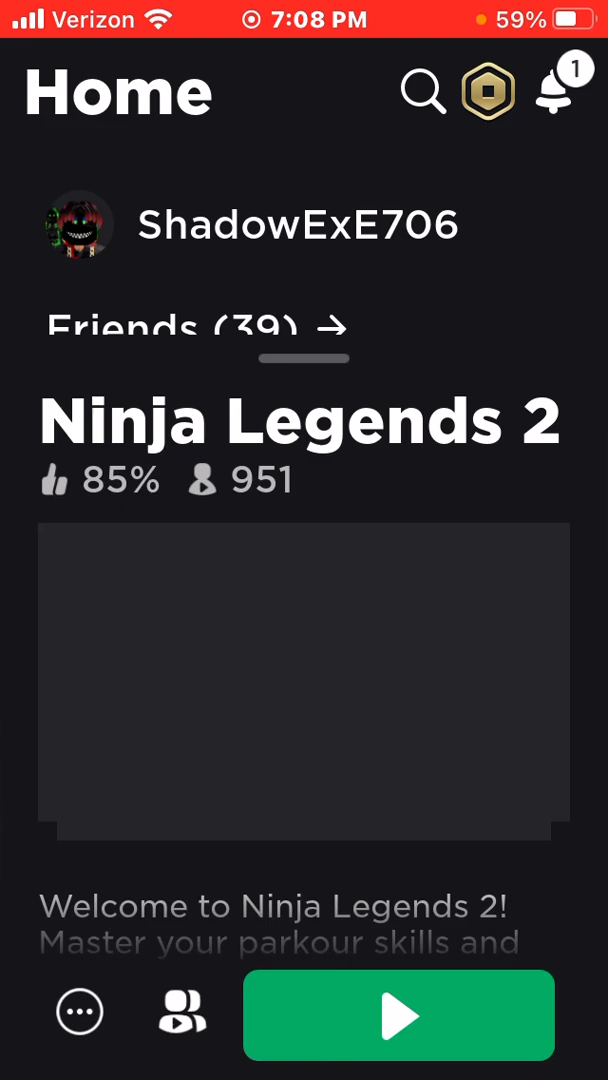 Verizon 7:08 PM 59%
Home
1
ShadowExE706
Friends (39) →
Ninja Legends 2
85% 951
Welcome to Ninja Legends 2!
Master your parkour skills and